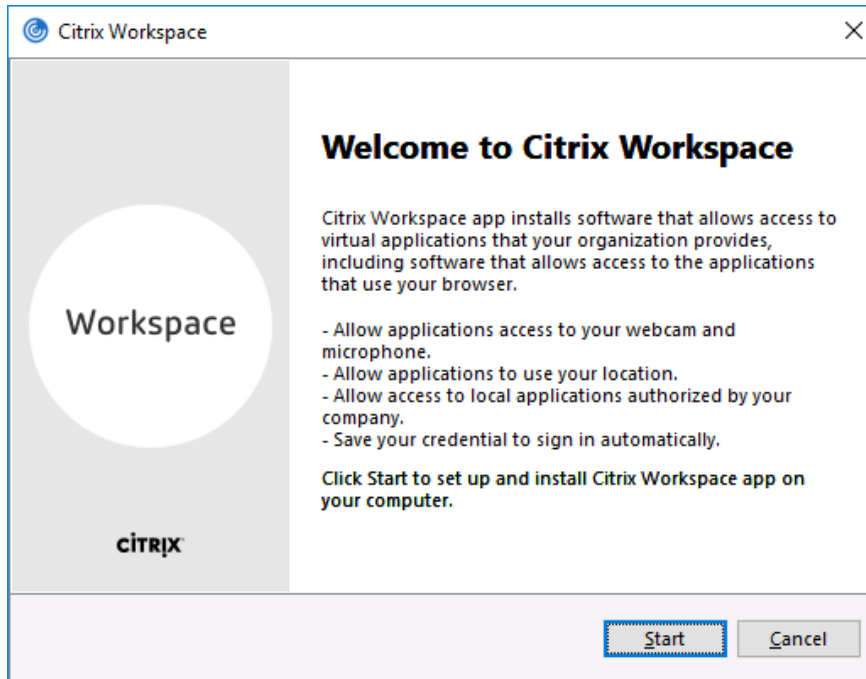 Citrix Workspace
Welcome to Citrix Workspace
Citrix Workspace app installs software that allows access to
virtual applications that your organization provides,
including software that allows access to the applications
that use your browser.
- Allow applications access to your webcam and
microphone.
- Allow applications to use your location.
- Allow access to local applications authorized by your
company.
- Save your credential to sign in automatically.
Click Start to set up and install Citrix Workspace app on
your computer.
Workspace
CİTRIX
Start
Cancel